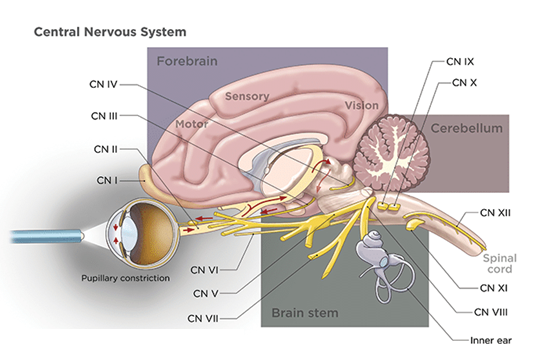 Central Nervous System
Forebrain
CN IX
CN X
CN IV
Sensory
Vision
CN III
Motor
Cerebellum
CN II
CN I
CN XII
Spinal
cord
CN VI
Pupillary constriction
CN V
CN XI
CN VII
Brain stem
CN VIII
Inner ear